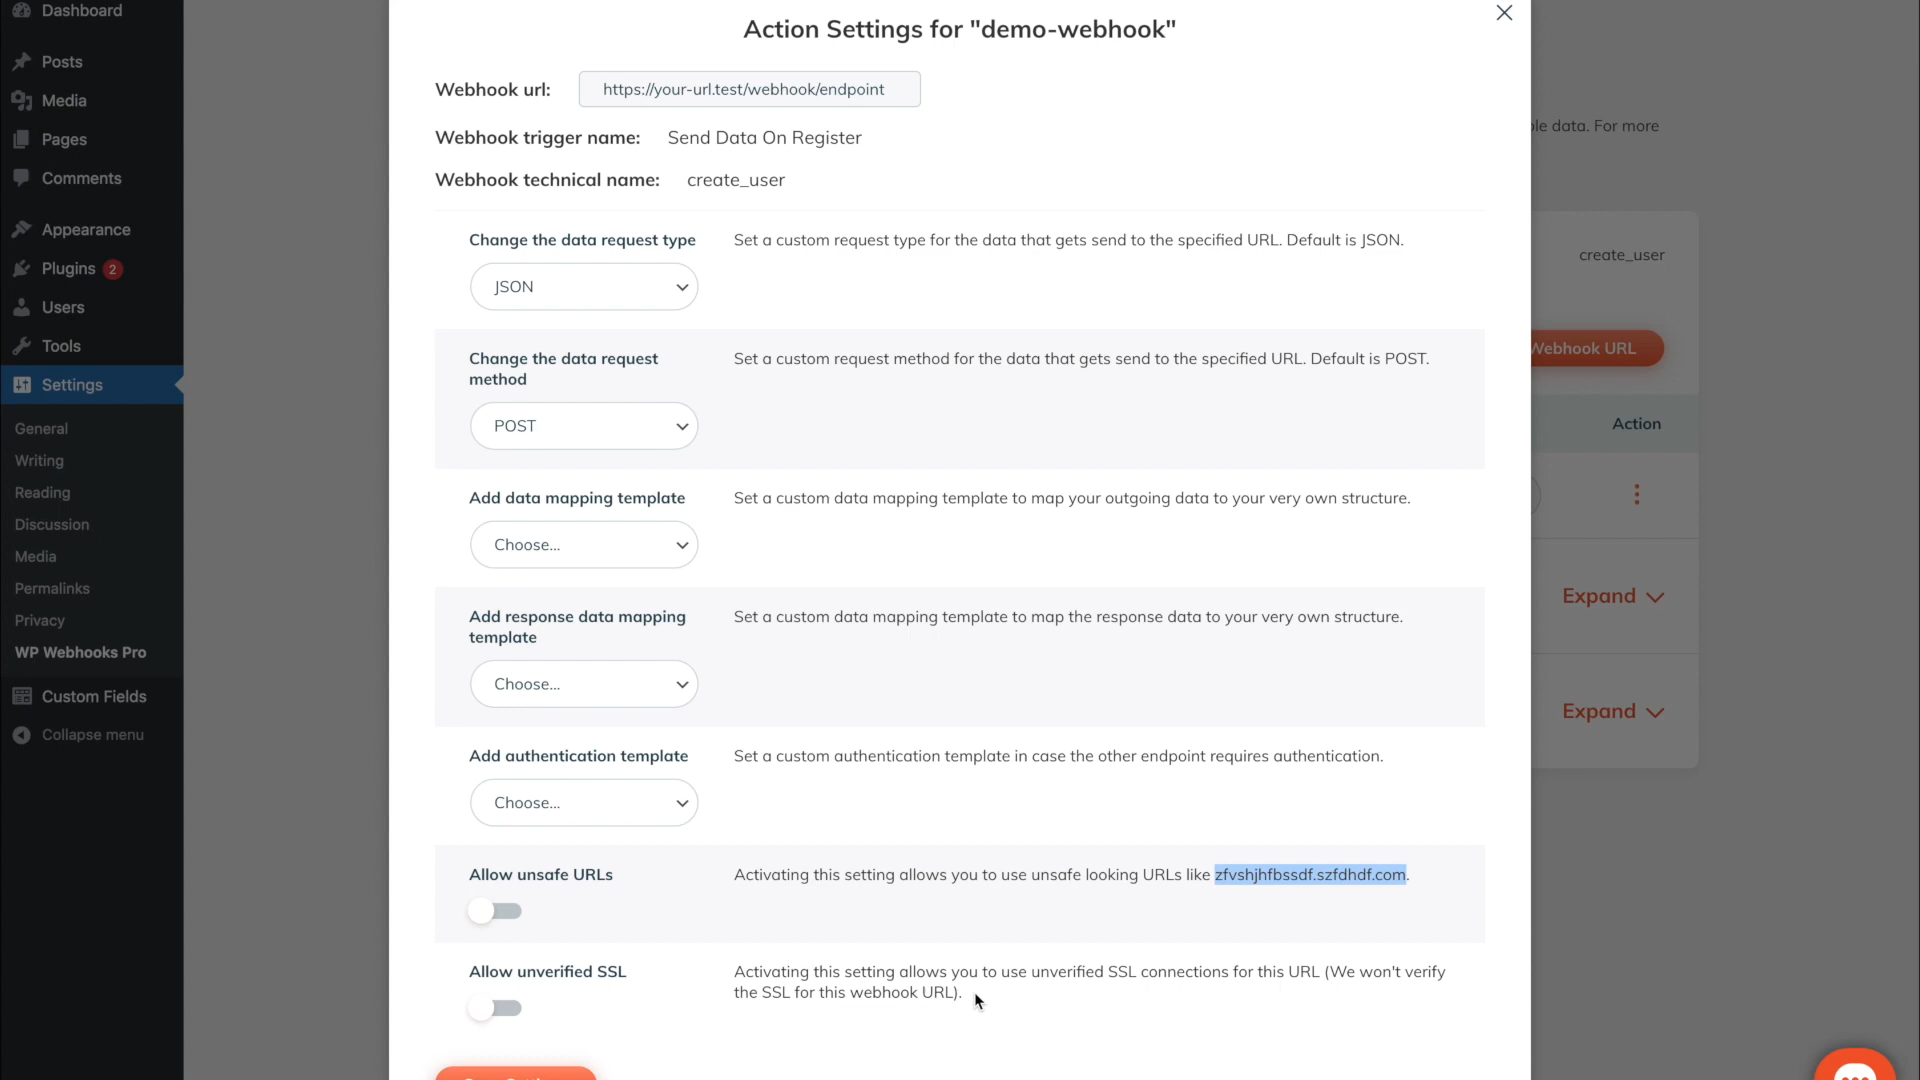 Dashboard
Posts
Media
Pages
Comments
Appearance
Plugins 2
Users
Tools
Settings
General
Writing
Reading
Discussion
Media
Permalinks
Privacy
WP Webhooks Pro
Custom Fields
Collapse menu
Action Settings for "demo-webhook"
Webhook url: https://your-url.test/webhook/endpoint
Webhook trigger name: Send Data On Register
Webhook technical name: create_user
Change the data request type
Set a custom request type for the data that gets send to the specified URL. Default is JSON.
JSON
Change the data request
method
Set a custom request method for the data that gets send to the specified URL. Default is POST.
POST
Add data mapping template
Set a custom data mapping template to map your outgoing data to your very own structure.
Choose...
Add response data mapping
template
Set a custom data mapping template to map the response data to your very own structure.
Choose...
Add authentication template
Set a custom authentication template in case the other endpoint requires authentication.
Choose...
Allow unsafe URLs
Activating this setting allows you to use unsafe looking URLs like zfvshjhfbssdf.szfdhdf.com.
Allow unverified SSL
Activating this setting allows you to use unverified SSL connections for this URL (We won't verify
the SSL for this webhook URL).
data. For more
create_user
Webhook URL
Action
Expand
Expand